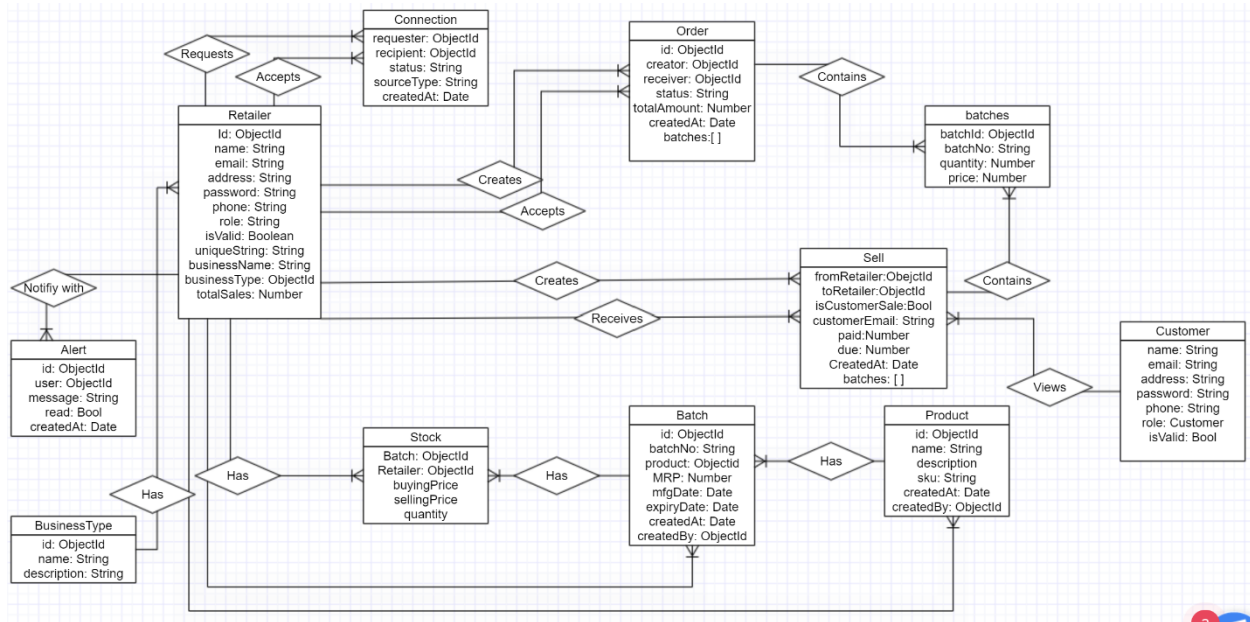 Connection
requester: ObjectId
recipient: ObjectId
status: String
sourceType: String
createdAt: Date
Requests
Accepts
Order
id: ObjectId
creator: ObjectId
receiver: ObjectId
status: String
totalAmount: Number
createdAt: Date
batches:[ ]
Contains
batches
batchId: ObjectId
batchNo: String
quantity: Number
price: Number
Retailer
Id: ObjectId
name: String
email: String
address: String
password: String
phone: String
role: String
isValid: Boolean
uniqueString: String
businessName: String
businessType: ObjectId
totalSales: Number
Creates
Accepts
Creates
Receives
Sell
fromRetailer:ObejctId
toRetailer:ObjectId
isCustomerSale:Bool
customerEmail: String
paid:Number
due: Number
CreatedAt: Date
batches: [ ]
Contains
Notifiy with
Alert
id: ObjectId
user: ObjectId
message: String
read: Bool
createdAt: Date
Customer
name: String
email: String
address: String
password: String
phone: String
role: Customer
isValid: Bool
Views
Has
Has
Stock
Batch: ObjectId
Retailer: ObjectId
buyingPrice
sellingPrice
quantity
Has
Batch
id: ObjectId
batchNo: String
product: Objectid
MRP: Number
mfgDate: Date
expiryDate: Date
createdAt: Date
createdBy: ObjectId
Has
Product
id: ObjectId
name: String
description
sku: String
createdAt: Date
createdBy: ObjectId
BusinessType
id: ObjectId
name: String
description: String